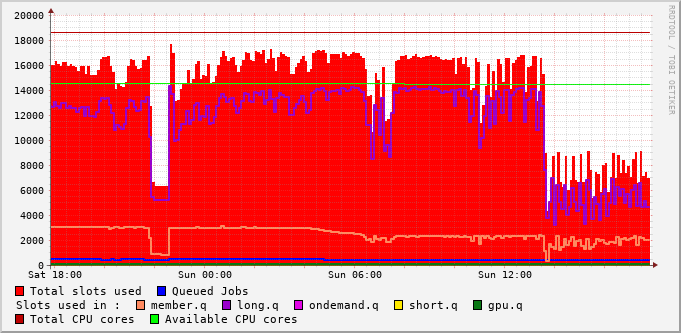 20000
18000
16000
14000
12000
10000
8000
6000
4000
2000
0
Sat 18:00 Sun 00:00 Sun 06:00 Sun 12:00
Total slots used Queued Jobs
Slots used in : member.q long.q ondemand.q short.q gpu.q
Total CPU cores Available CPU cores
RRDTOOL / TOBI OETIKER